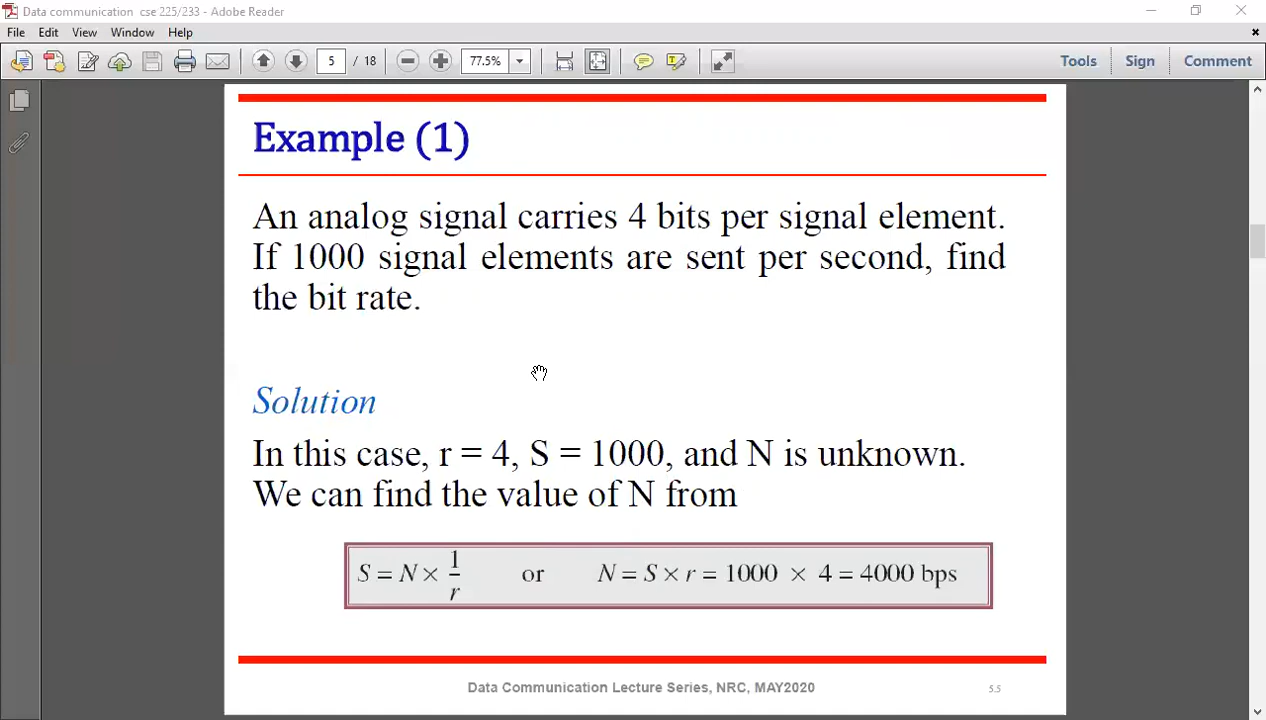 Data communication cse 225/233 - Adobe Reader
File Edit View Window Help
5 / 18 77.5% Tools Sign Comment
Example (1)
An analog signal carries 4 bits per signal element.
If 1000 signal elements are sent per second, find
the bit rate.
Solution
In this case, r = 4, S = 1000, and N is unknown.
We can find the value of N from
S = N × 1/r or N = S × r = 1000 × 4 = 4000 bps
Data Communication Lecture Series, NRC, MAY2020 5.5